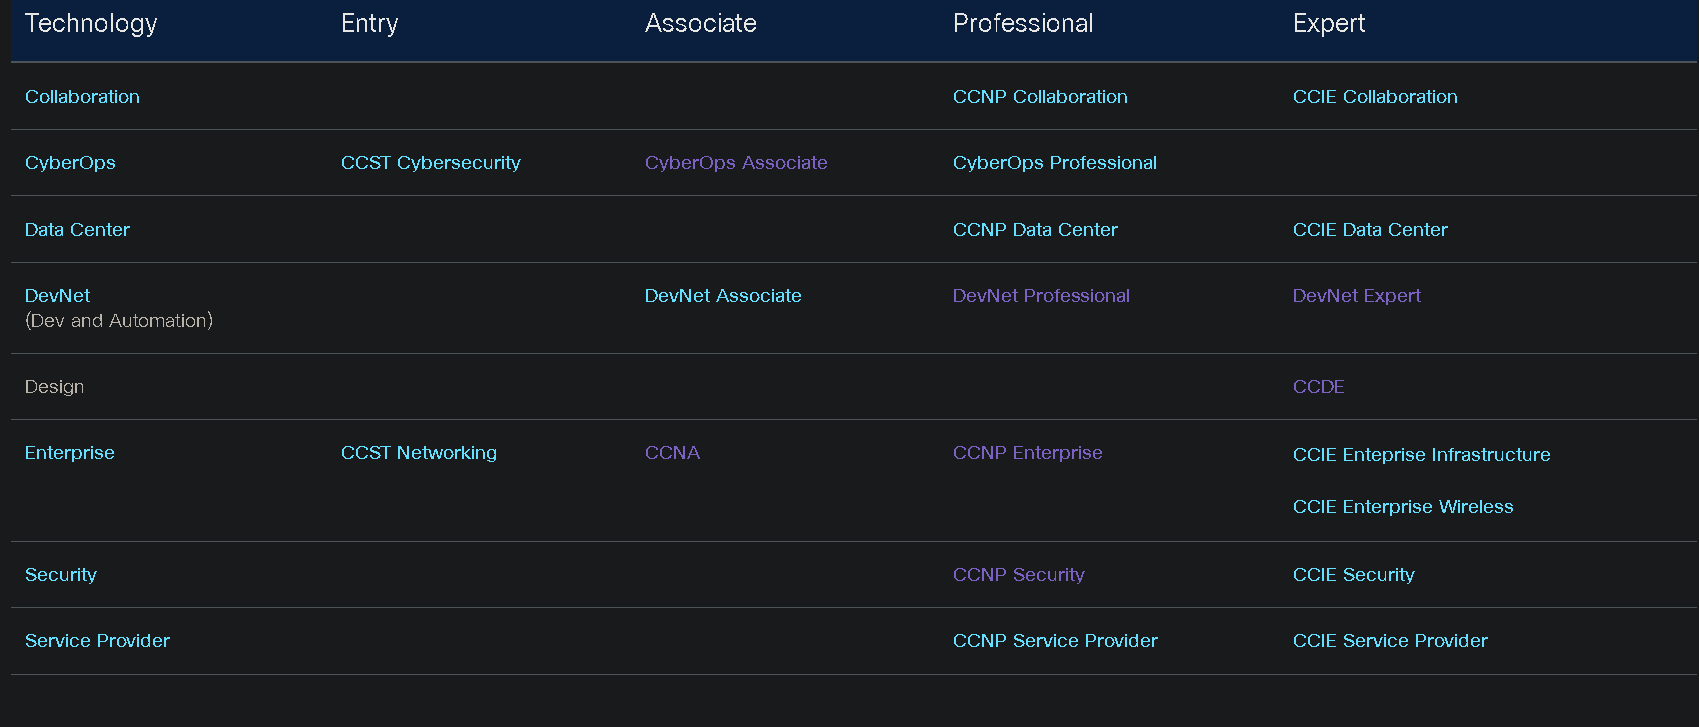 Technology Entry Associate Professional Expert
Collaboration CCNP Collaboration CCIE Collaboration
CyberOps CCST Cybersecurity CyberOps Associate CyberOps Professional
Data Center CCNP Data Center CCIE Data Center
DevNet DevNet Associate DevNet Professional DevNet Expert
(Dev and Automation)
Design CCDE
Enterprise CCST Networking CCNA CCNP Enterprise CCIE Enteprise Infrastructure
CCIE Enterprise Wireless
Security CCNP Security CCIE Security
Service Provider CCNP Service Provider CCIE Service Provider